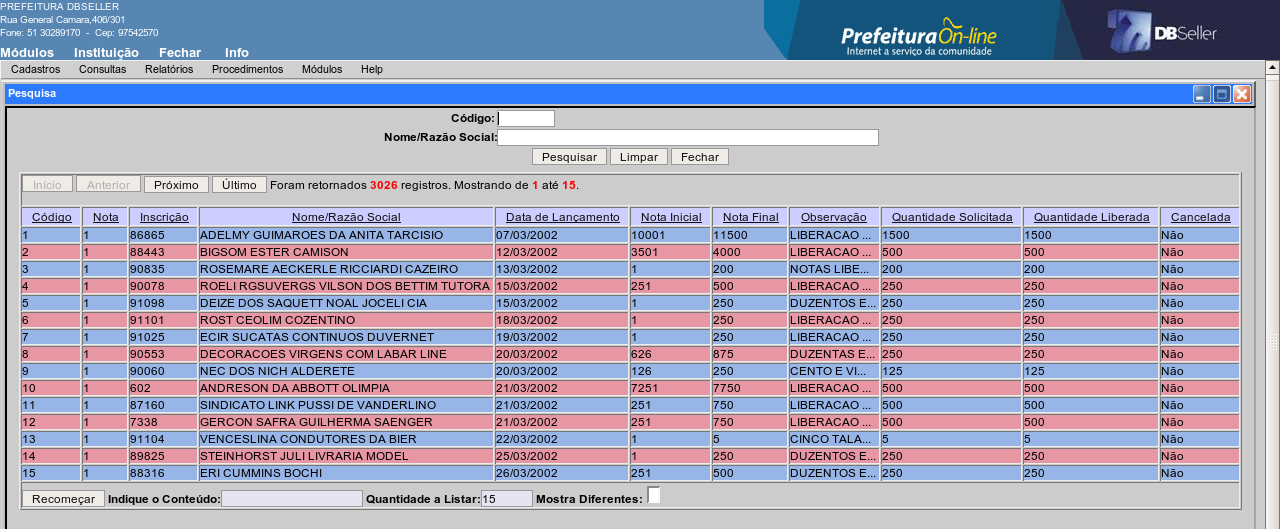 PREFEITURA DBSELLER
Rua General Camara,406/301
Fone: 51 30289170 - Cep: 97542570
Prefeitura On-line
Internet a serviço da comunidade
DBSeller
Módulos Instituição Fechar Info
Cadastros Consultas Relatórios Procedimentos Módulos Help
Pesquisa
Código:
Nome/Razão Social:
Pesquisar Limpar Fechar
Início Anterior Próximo Último Foram retornados 3026 registros. Mostrando de 1 até 15.
Código Nota Inscrição Nome/Razão Social Data de Lançamento Nota Inicial Nota Final Observação Quantidade Solicitada Quantidade Liberada Cancelada
1 1 86865 ADELMY GUIMAROES DA ANITA TARCISIO 07/03/2002 10001 11500 LIBERACAO ... 1500 1500 Não
2 1 88443 BIGSOM ESTER CAMISON 12/03/2002 3501 4000 LIBERACAO ... 500 500 Não
3 1 90835 ROSEMARE AECKERLE RICCIARDI CAZEIRO 13/03/2002 1 200 NOTAS LIBE... 200 200 Não
4 1 90078 ROELI RGSUVERGS VILSON DOS BETTIM TUTORA 15/03/2002 251 500 LIBERACAO ... 250 250 Não
5 1 91098 DEIZE DOS SAQUETT NOAL JOCELI CIA 15/03/2002 1 250 DUZENTOS E... 250 250 Não
6 1 91101 ROST CEOLIM COZENTINO 18/03/2002 1 250 LIBERACAO ... 250 250 Não
7 1 91025 ECIR SUCATAS CONTINUOS DUVERNET 19/03/2002 1 250 LIBERACAO ... 250 250 Não
8 1 90553 DECORACOES VIRGENS COM LABAR LINE 20/03/2002 626 875 DUZENTAS E... 250 250 Não
9 1 90060 NEC DOS NICH ALDERETE 20/03/2002 126 250 CENTO E VI... 125 125 Não
10 1 602 ANDRESON DA ABBOTT OLIMPIA 21/03/2002 7251 7750 LIBERACAO ... 500 500 Não
11 1 87160 SINDICATO LINK PUSSI DE VANDERLINO 21/03/2002 251 750 LIBERACAO ... 500 500 Não
12 1 7338 GERCON SAFRA GUILHERMA SAENGER 21/03/2002 251 750 LIBERACAO ... 500 500 Não
13 1 91104 VENCESLINA CONDUTORES DA BIER 22/03/2002 1 5 CINCO TALA... 5 5 Não
14 1 89825 STEINHORST JULI LIVRARIA MODEL 25/03/2002 1 250 DUZENTOS E... 250 250 Não
15 1 88316 ERI CUMMINS BOCHI 26/03/2002 251 500 DUZENTOS E... 250 250 Não
Recomeçar Indique o Conteúdo: Quantidade a Listar: 15 Mostra Diferentes: